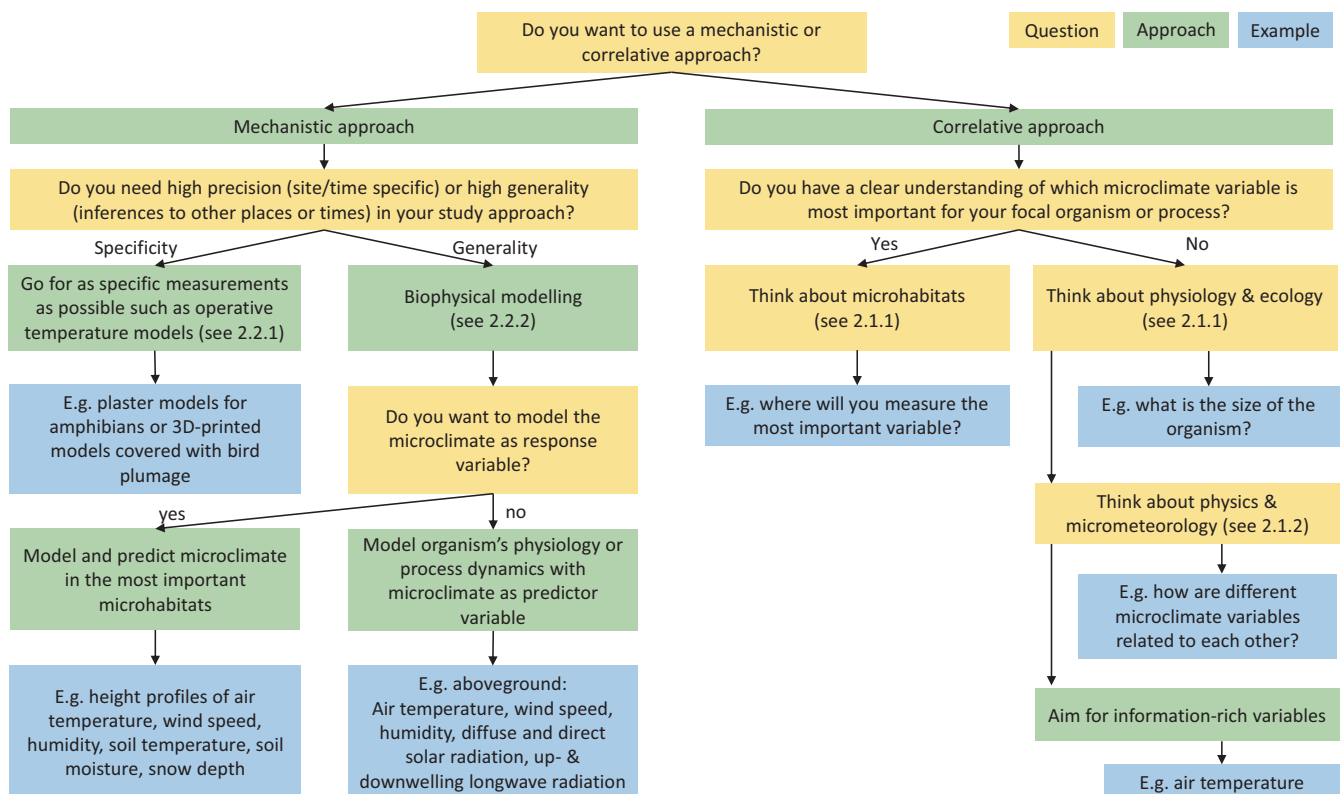 Do you want to use a mechanistic or
correlative approach?
Question
Approach
Example
Mechanistic approach
Correlative approach
Do you need high precision (site/time specific) or high generality
(inferences to other places or times) in your study approach?
Do you have a clear understanding of which microclimate variable is
most important for your focal organism or process?
Specificity
Generality
Yes
No
Go for as specific measurements
as possible such as operative
temperature models (see 2.2.1)
Biophysical modelling
(see 2.2.2)
Think about microhabitats
(see 2.1.1)
Think about physiology & ecology
(see 2.1.1)
E.g. plaster models for
amphibians or 3D-printed
models covered with bird
plumage
Do you want to model the
microclimate as response
variable?
E.g. where will you measure the
most important variable?
E.g. what is the size of the
organism?
yes
no
Think about physics &
micrometeorology (see 2.1.2)
Model and predict microclimate
in the most important
microhabitats
Model organism's physiology or
process dynamics with
microclimate as predictor
variable
E.g. how are different
microclimate variables
related to each other?
E.g. height profiles of air
temperature, wind speed,
humidity, soil temperature, soil
moisture, snow depth
E.g. aboveground:
Air temperature, wind speed,
humidity, diffuse and direct
solar radiation, up- &
downwelling longwave radiation
Aim for information-rich variables
E.g. air temperature